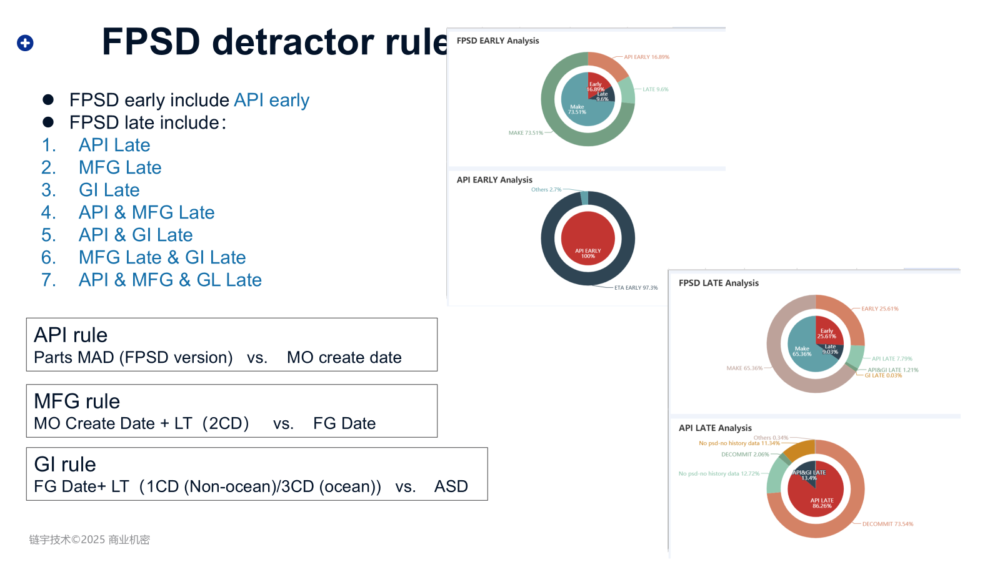 FPSD detractor rule
FPSD early include API early
FPSD late include：
1. API Late
2. MFG Late
3. GI Late
4. API & MFG Late
5. API & GI Late
6. MFG Late & GI Late
7. API & MFG & GL Late
API rule
Parts MAD (FPSD version) vs. MO create date
MFG rule
MO Create Date + LT（2CD） vs. FG Date
GI rule
FG Date+ LT（1CD (Non-ocean)/3CD (ocean)） vs. ASD
FPSD EARLY Analysis
API EARLY 16.89%
LATE 9.6%
MAKE 73.51%
Early
16.89%
Late
9.6%
Make
73.51%
API EARLY Analysis
Others 2.7%
API EARLY
100%
ETA EARLY 97.3%
FPSD LATE Analysis
EARLY 25.61%
Early
25.61%
Late
9.03%
Make
65.36%
API LATE 7.79%
API&GI LATE 1.21%
GI LATE 0.03%
MAKE 65.36%
API LATE Analysis
Others 0.34%
No psd-no history data 11.34%
DECOMMIT 2.06%
No psd-no history data 12.72%
API&GI LATE
13.4%
API LATE
86.26%
DECOMMIT 73.54%
链宇技术©2025 商业机密